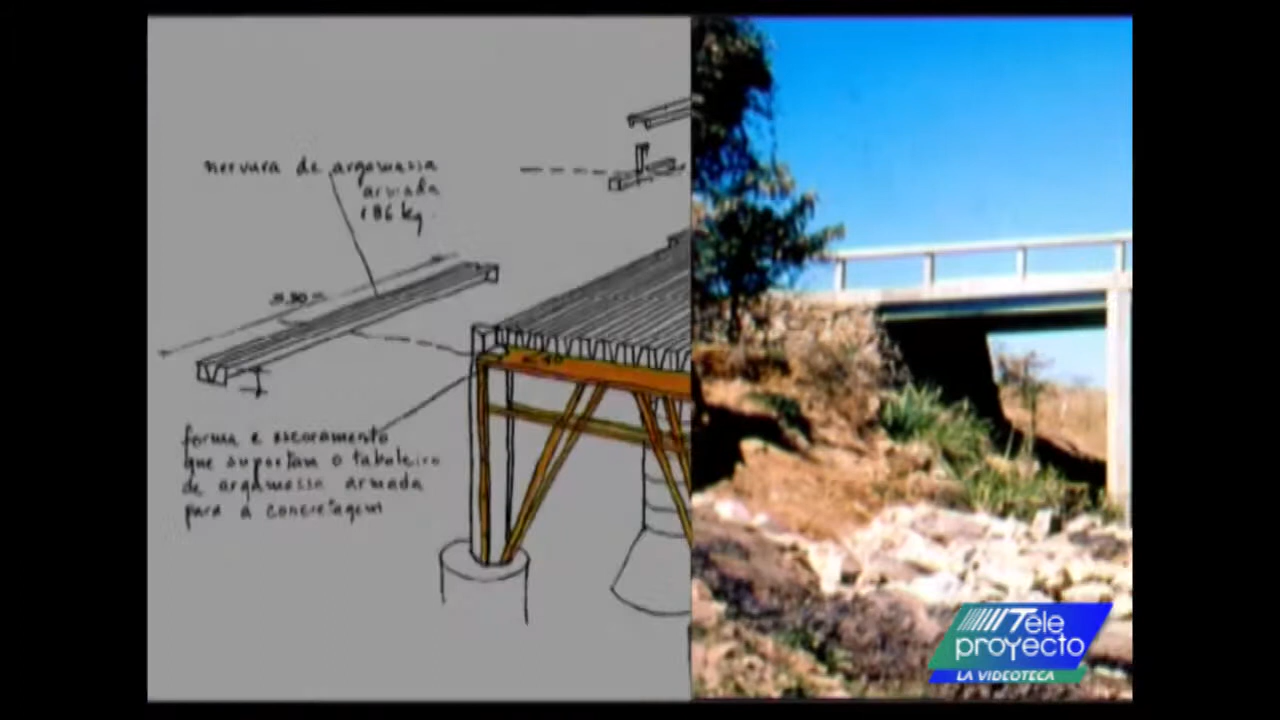 nervura de argamassa
armada
186 kg.
forma e escoramento
que suportam o tabuleiro
de argamassa armada
para a concretagem
Tele
proyecto
LA VIDEOTECA